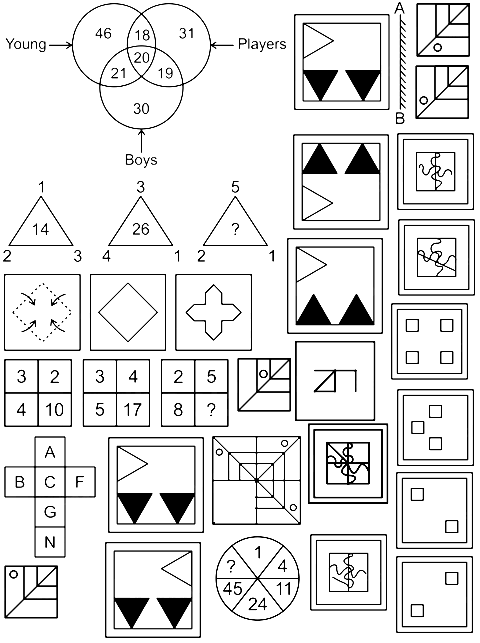 46 18 31
Young Players
20
21 19
30
Boys
A
B
1 3 5
14 26 ?
2 3 4 1 2 1
3 2 3 4 2 5
4 10 5 17 8 ?
A
B C F
G
N
? 1 4
45 24 11